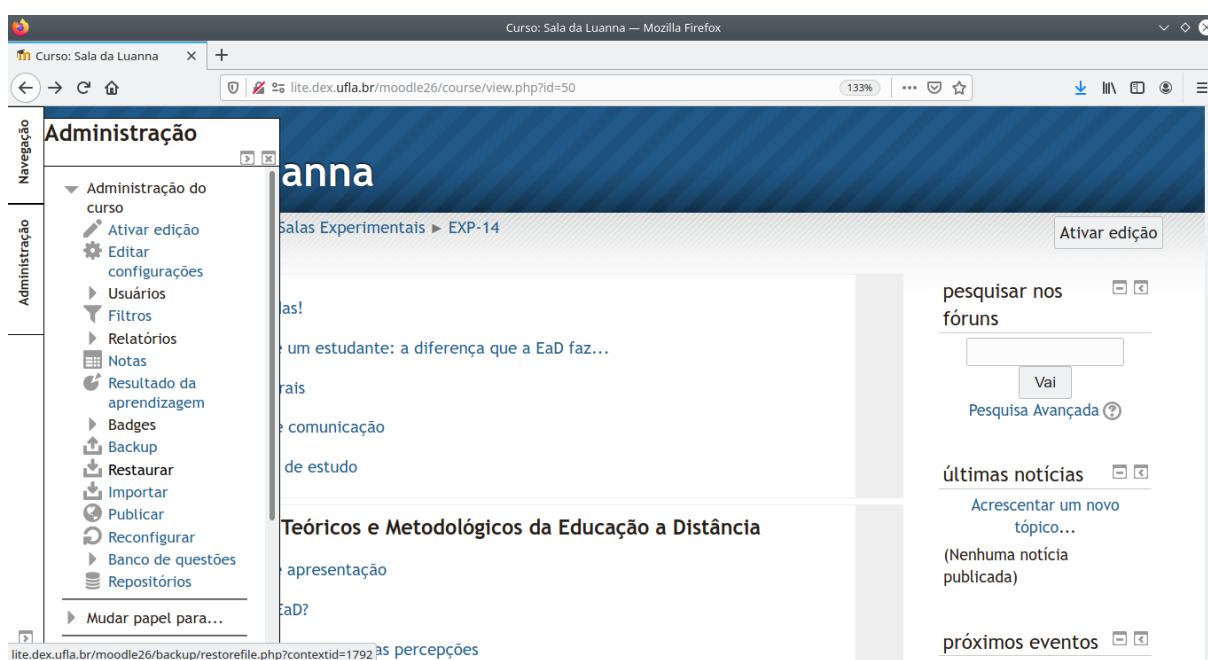 Curso: Sala da Luanna — Mozilla Firefox
Curso: Sala da Luanna
lite.dex.ufla.br/moodle26/course/view.php?id=50
133%
Navegação
Administração
Administração
Administração do
curso
Ativar edição
Editar
configurações
Usuários
Filtros
Relatórios
Notas
Resultado da
aprendizagem
Badges
Backup
Restaurar
Importar
Publicar
Reconfigurar
Banco de questões
Repositórios
Mudar papel para...
lite.dex.ufla.br/moodle26/backup/restorefile.php?contextid=1792
anna
Salas Experimentais ► EXP-14
Ativar edição
das!
e um estudante: a diferença que a EaD faz...
rais
e comunicação
de estudo
Teóricos e Metodológicos da Educação a Distância
apresentação
EaD?
as percepções
pesquisar nos
fóruns
Vai
Pesquisa Avançada
últimas notícias
Acrescentar um novo
tópico...
(Nenhuma notícia
publicada)
próximos eventos